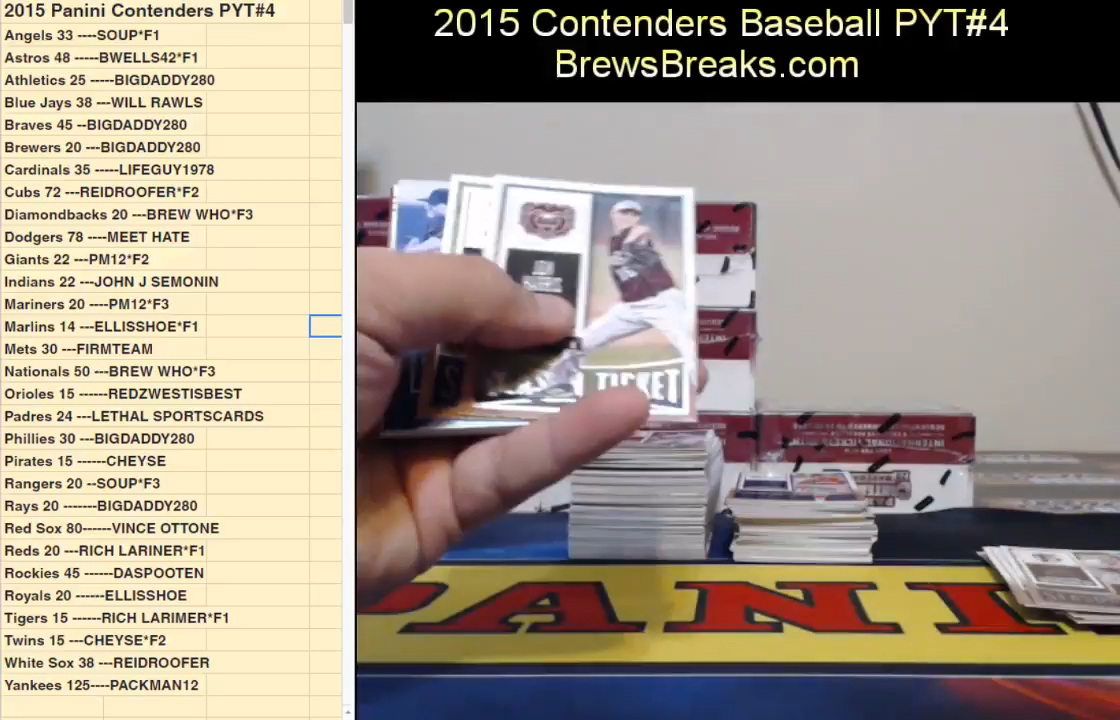 2015 Panini Contenders PYT#4
Angels 33 ----SOUP*F1
Astros 48 -----BWELLS42*F1
Athletics 25 -----BIGDADDY280
Blue Jays 38 ---WILL RAWLS
Braves 45 --BIGDADDY280
Brewers 20 ---BIGDADDY280
Cardinals 35 -----LIFEGUY1978
Cubs 72 ---REIDROOFER*F2
Diamondbacks 20 ---BREW WHO*F3
Dodgers 78 ----MEET HATE
Giants 22 ----PM12*F2
Indians 22 ---JOHN J SEMONIN
Mariners 20 ----PM12*F3
Marlins 14 ---ELLISSHOE*F1
Mets 30 ---FIRMTEAM
Nationals 50 ---BREW WHO*F3
Orioles 15 ------REDZWESTISBEST
Padres 24 ---LETHAL SPORTSCARDS
Phillies 30 ---BIGDADDY280
Pirates 15 ------CHEYSE
Rangers 20 --SOUP*F3
Rays 20 -------BIGDADDY280
Red Sox 80------VINCE OTTONE
Reds 20 ---RICH LARINER*F1
Rockies 45 ------DASPOOTEN
Royals 20 ------ELLISSHOE
Tigers 15 -------RICH LARIMER*F1
Twins 15 ---CHEYSE*F2
White Sox 38 ---REIDROOFER
Yankees 125----PACKMAN12
2015 Contenders Baseball PYT#4
BrewsBreaks.com
TICKET
INTERNATIONAL TICKETS
PANINI